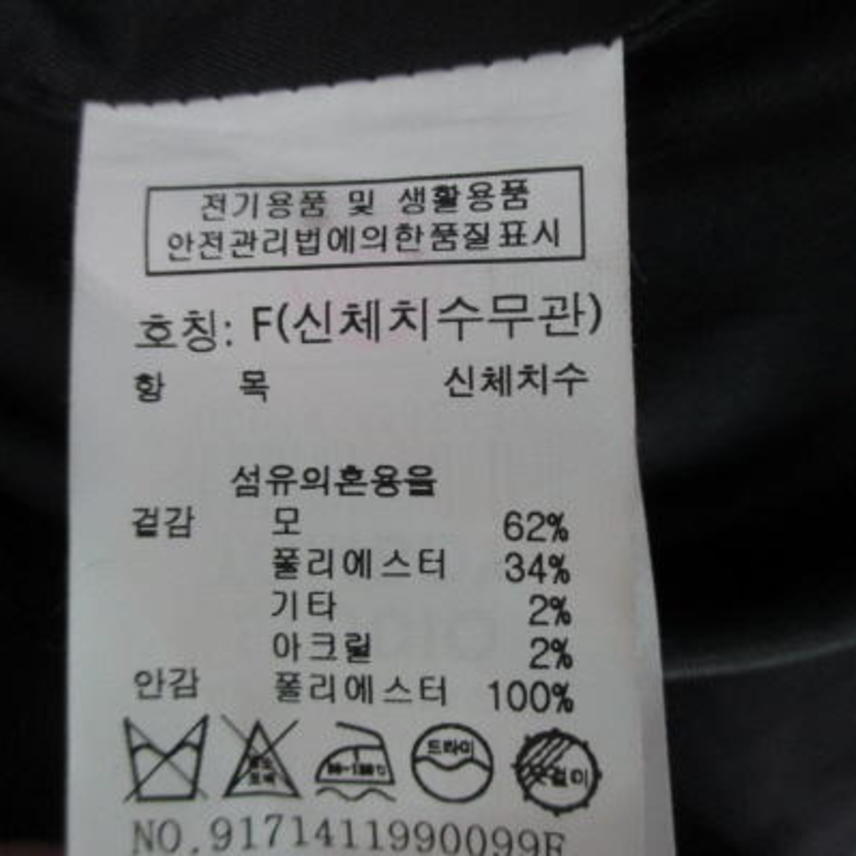 전기용품 및 생활용품
안전관리법에의한품질표시
호칭: F(신체치수무관)
항 목 신체치수
섬유의혼용율
겉감 모 62%
폴리에스터 34%
기타 2%
아크릴 2%
안감 폴리에스터 100%
드라이 옷걸이
NO.9171411990099F